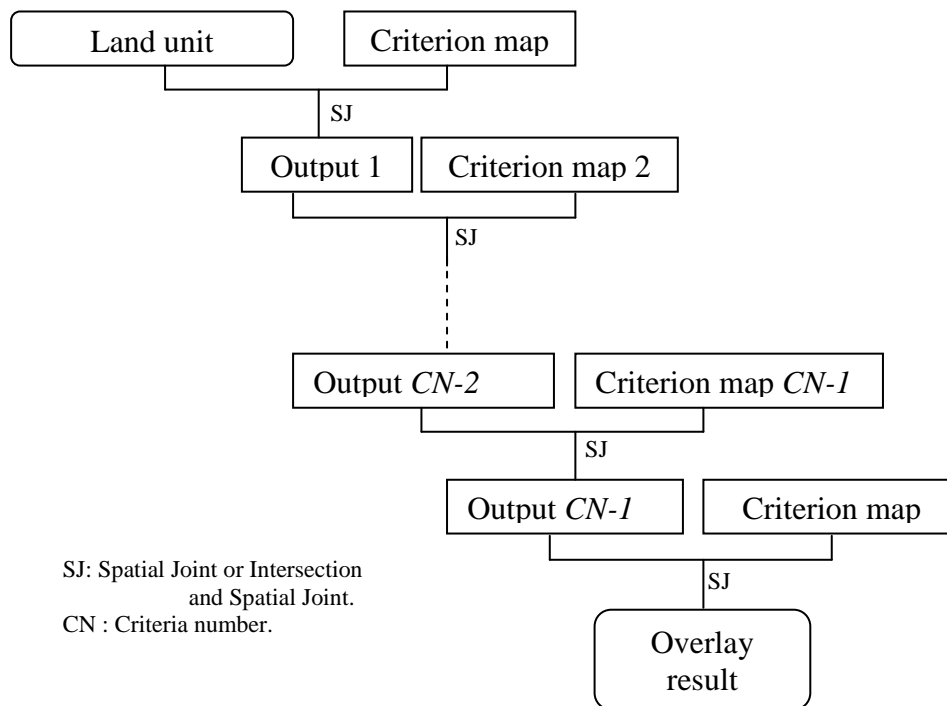 Land unit
Criterion map
SJ
Output 1
Criterion map 2
SJ
Output CN-2
Criterion map CN-1
SJ
Output CN-1
Criterion map
SJ: Spatial Joint or Intersection
and Spatial Joint.
CN : Criteria number.
SJ
Overlay
result